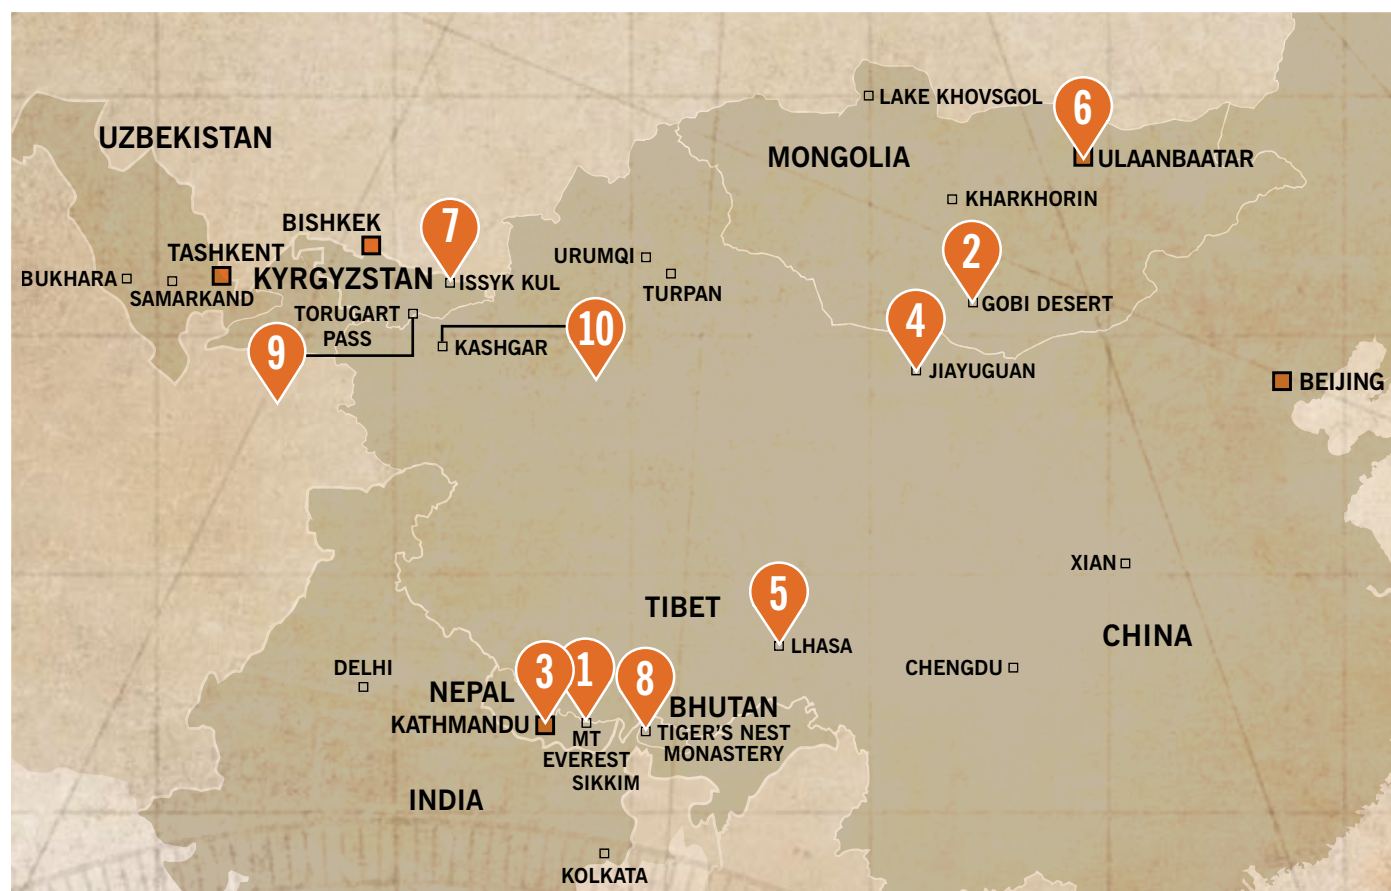 LAKE KHOVSGOL
6
UZBEKISTAN
MONGOLIA
ULAANBAATAR
KHARKHORIN
BISHKEK
7
TASHKENT
2
URUMQI
BUKHARA
KYRGYZSTAN
ISSYK KUL
SAMARKAND
TURPAN
GOBI DESERT
TORUGART
PASS
10
4
9
KASHGAR
JIAYUGUAN
BEIJING
XIAN
5
TIBET
CHINA
LHASA
DELHI
3
1
8
CHENGDU
NEPAL
BHUTAN
KATHMANDU
TIGER'S NEST
MONASTERY
MT
EVEREST
SIKKIM
INDIA
KOLKATA